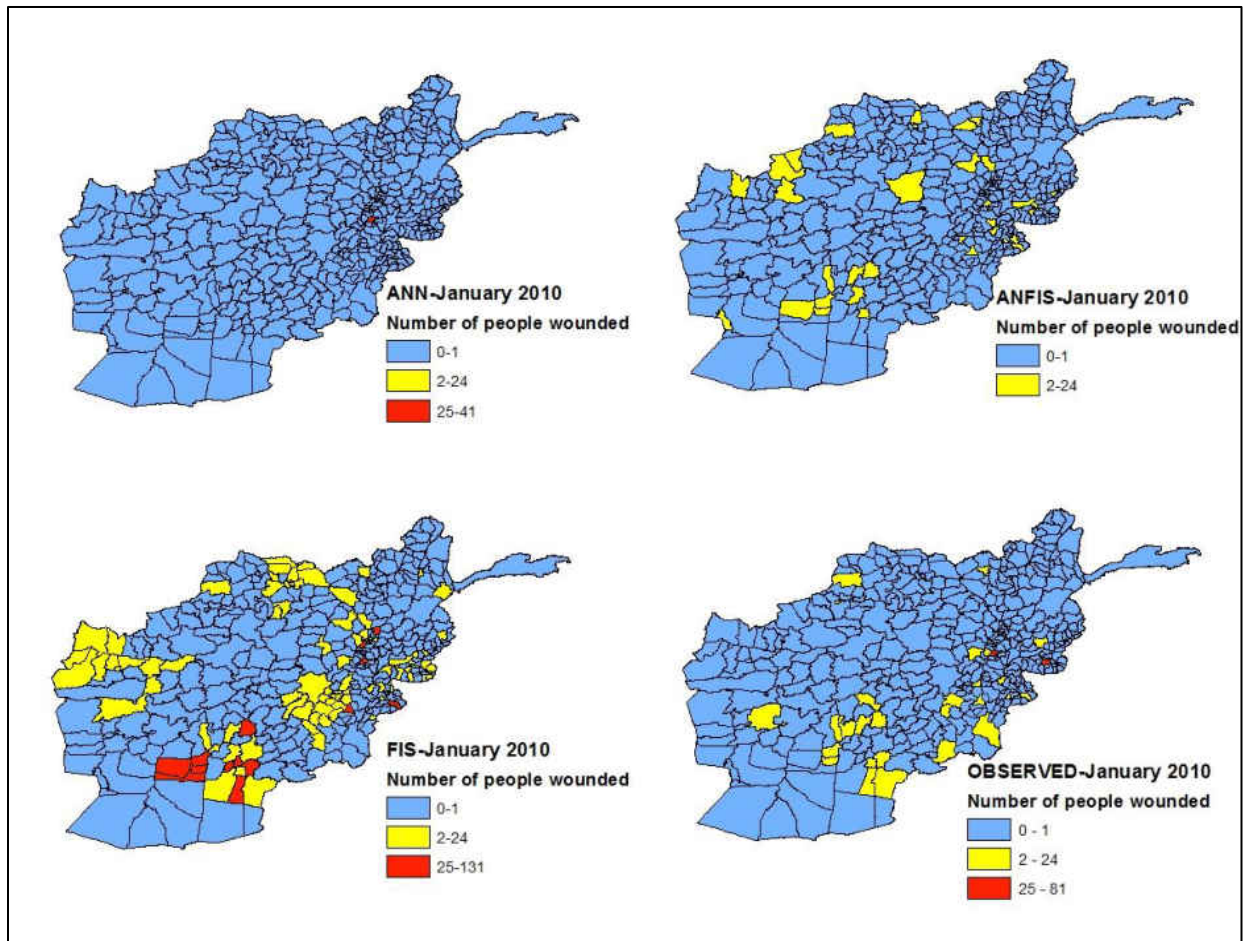 ANN-January 2010
Number of people wounded
0-1
2-24
25-41
ANFIS-January 2010
Number of people wounded
0-1
2-24
FIS-January 2010
Number of people wounded
0-1
2-24
25-131
OBSERVED-January 2010
Number of people wounded
0 - 1
2 - 24
25 - 81